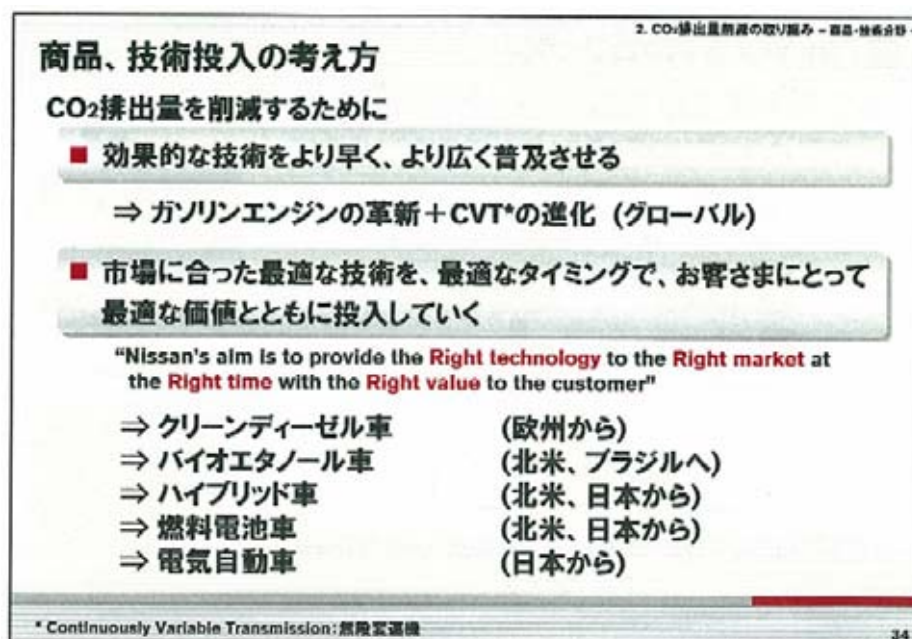 2. CO₂排出量削減の取り組み – 商品・技術分野 -
商品、技術投入の考え方
CO₂排出量を削減するために
■ 効果的な技術をより早く、より広く普及させる
⇒ ガソリンエンジンの革新＋CVT*の進化 (グローバル)
■ 市場に合った最適な技術を、最適なタイミングで、お客さまにとって
最適な価値とともに投入していく
“Nissan's aim is to provide the Right technology to the Right market at
the Right time with the Right value to the customer”
⇒ クリーンディーゼル車 (欧州から)
⇒ バイオエタノール車 (北米、ブラジルへ)
⇒ ハイブリッド車 (北米、日本から)
⇒ 燃料電池車 (北米、日本から)
⇒ 電気自動車 (日本から)
* Continuously Variable Transmission：無段変速機
34